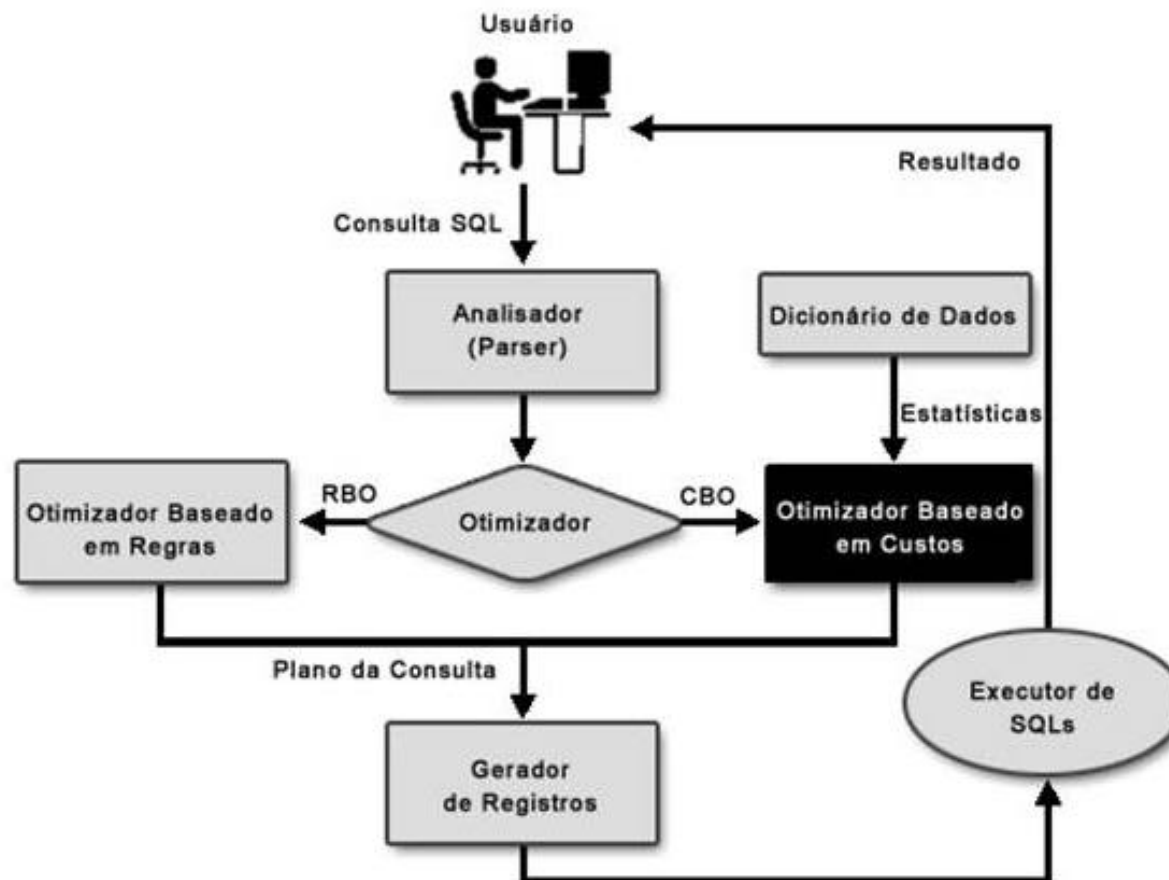 Usuário
Resultado
Consulta SQL
Analisador
(Parser)
Dicionário de Dados
Estatísticas
RBO
CBO
Otimizador Baseado
em Regras
Otimizador
Otimizador Baseado
em Custos
Plano da Consulta
Executor de
SQLs
Gerador
de Registros